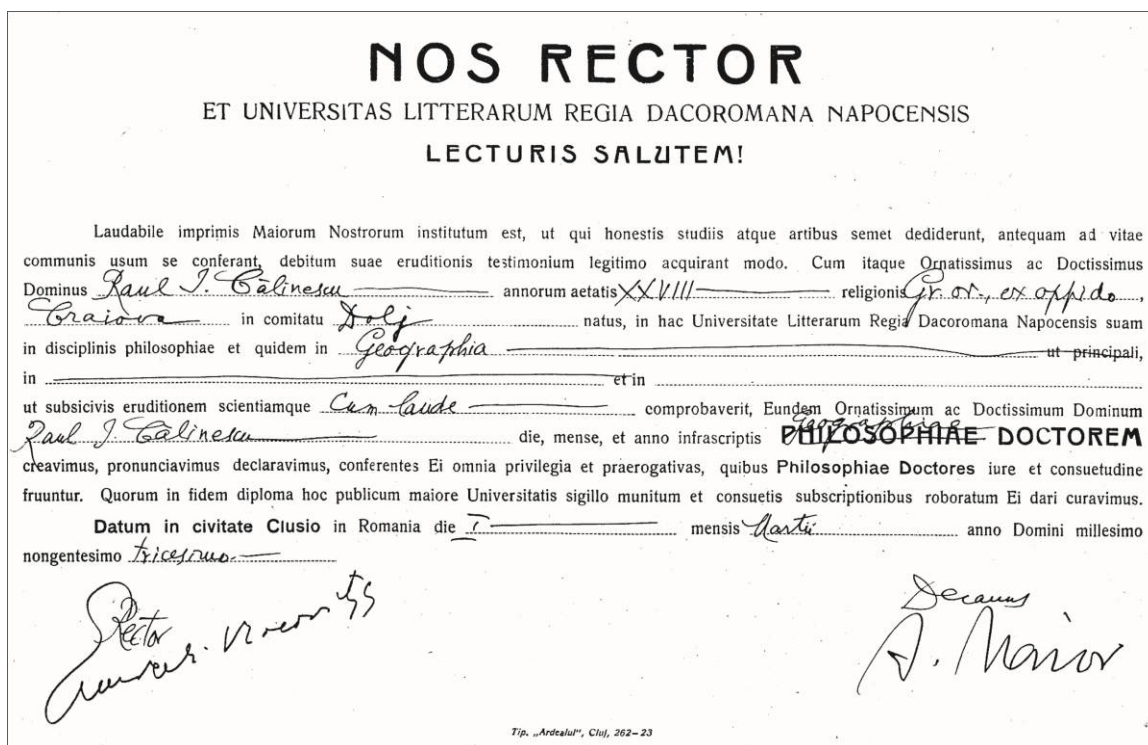 NOS RECTOR
ET UNIVERSITAS LITTERARUM REGIA DACOROMANA NAPOCENSIS
LECTURIS SALUTEM!
Laudabile imprimis Maiorum Nostrorum institutum est, ut qui honestis studiis atque artibus semet dediderunt, antequam ad vitae
communis usum se conferant, debitum suae eruditionis testimonium legitimo acquirant modo. Cum itaque Ornatissimus ac Doctissimus
Dominus Raul I. Călinescu annorum aetatis XXVIII religionis Gr. or., ex oppido,
Craiova in comitatu Dolj natus, in hac Universitate Litterarum Regia Dacoromana Napocensis suam
in disciplinis philosophiae et quidem in Geographia ut principali,
in et in
ut subsicivis eruditionem scientiamque Cum laude comprobaverit, Eundem Ornatissimum ac Doctissimum Dominum
Raul I. Călinescu die, mense, et anno infrascriptis Geographiae PHILOSOPHIAE DOCTOREM
creavimus, pronunciavimus declaravimus, conferentes Ei omnia privilegia et praerogativas, quibus Philosophiae Doctores iure et consuetudine
fruuntur. Quorum in fidem diploma hoc publicum maiore Universitatis sigillo munitum et consuetis subscriptionibus roboratum Ei dari curavimus.
Datum in civitate Clusio in Romania die I mensis Martii anno Domini millesimo
nongentesimo tricesimo
Rector Decanus
A. Maior
Tip. „Ardealul", Cluj, 262–23